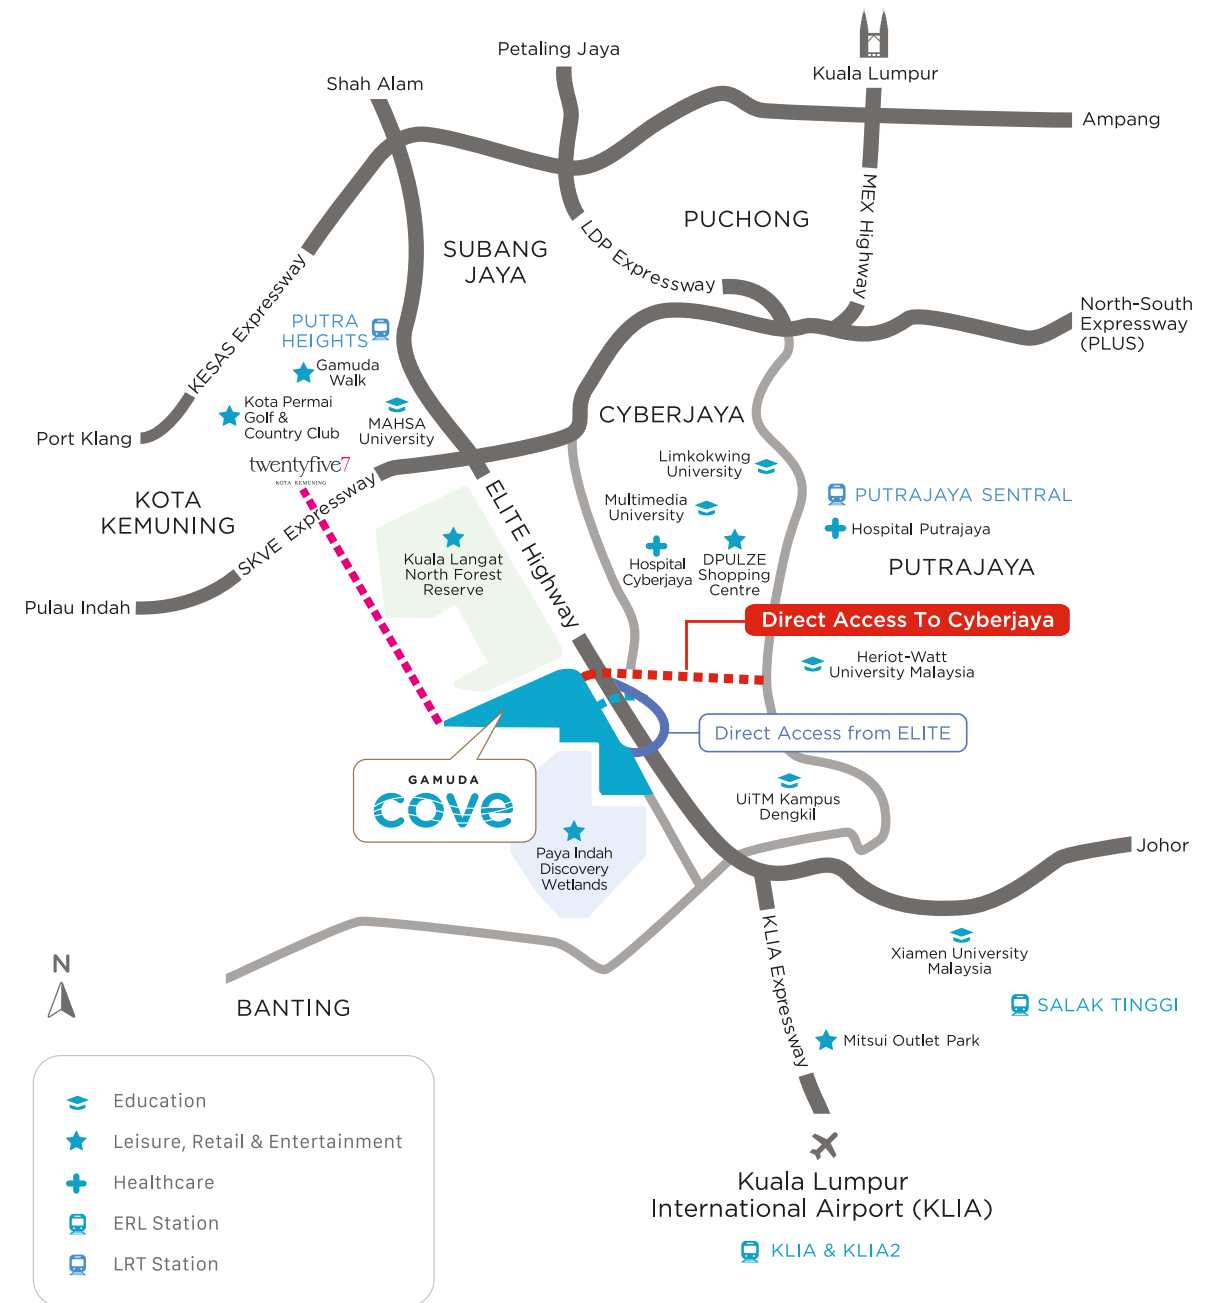 Petaling Jaya
Kuala Lumpur
Shah Alam
Ampang
PUCHONG
MEX Highway
SUBANG
JAYA
LDP Expressway
North-South
Expressway
(PLUS)
KESAS Expressway
PUTRA
HEIGHTS
Gamuda
Walk
Kota Permai
Golf &
Country Club
MAHSA
University
Port Klang
CYBERJAYA
twentyfive7
KOTA KEMUNING
KOTA
KEMUNING
SKVE Expressway
ELITE Highway
Limkokwing
University
Multimedia
University
PUTRAJAYA SENTRAL
Hospital Putrajaya
Kuala Langat
North Forest
Reserve
Hospital
Cyberjaya
DPULZE
Shopping
Centre
PUTRAJAYA
Pulau Indah
Direct Access To Cyberjaya
Heriot-Watt
University Malaysia
Direct Access from ELITE
GAMUDA
cove
UiTM Kampus
Dengkil
Paya Indah
Discovery
Wetlands
Johor
KLIA Expressway
Xiamen University
Malaysia
N
BANTING
SALAK TINGGI
Mitsui Outlet Park
Education
Leisure, Retail & Entertainment
Healthcare
ERL Station
LRT Station
Kuala Lumpur
International Airport (KLIA)
KLIA & KLIA2